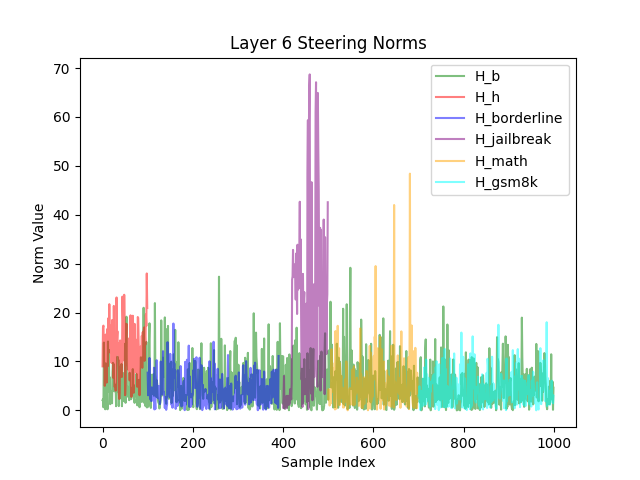 Layer 6 Steering Norms
70
60
50
40
30
20
10
0
Norm Value
H_b
H_h
H_borderline
H_jailbreak
H_math
H_gsm8k
0 200 400 600 800 1000
Sample Index